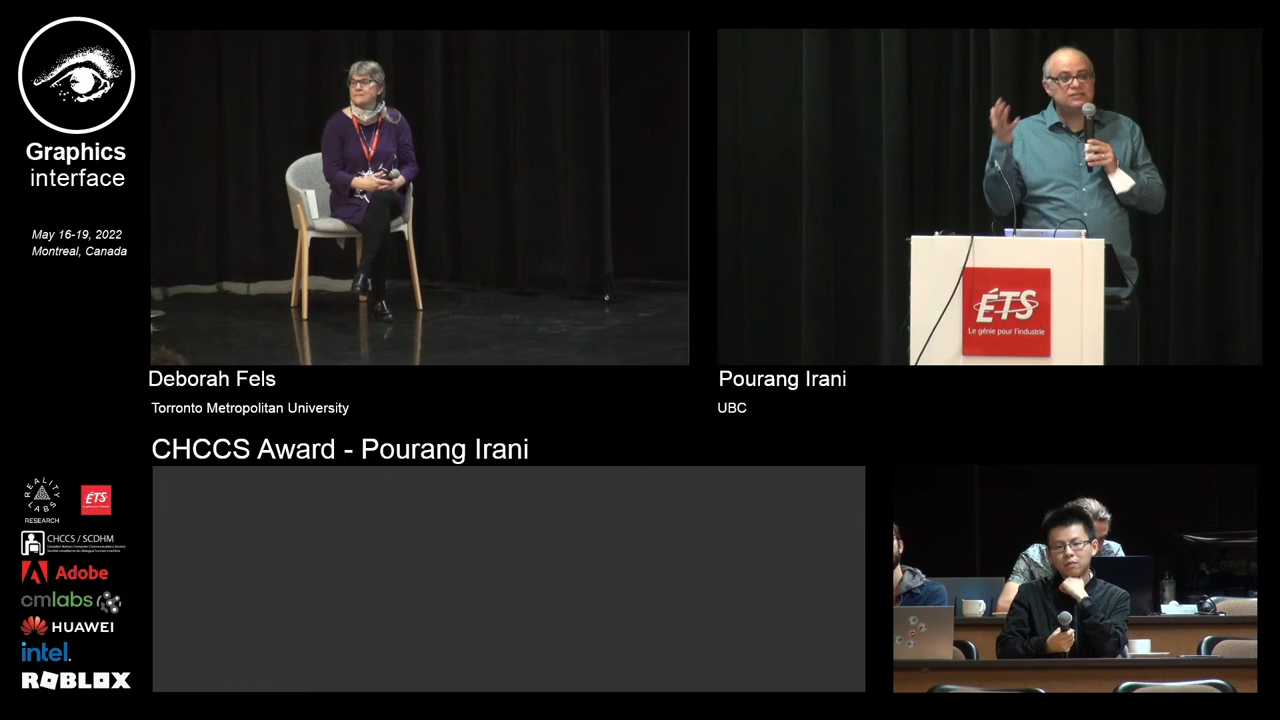 Graphics
interface
May 16-19, 2022
Montreal, Canada
ÉTS
Le génie pour l'industrie
Deborah Fels
Torronto Metropolitan University
Pourang Irani
UBC
CHCCS Award - Pourang Irani
REALITY LABS
RESEARCH
ÉTS
CHCCS / SCDHM
Adobe
cmlabs
HUAWEI
intel.
ROBLOX